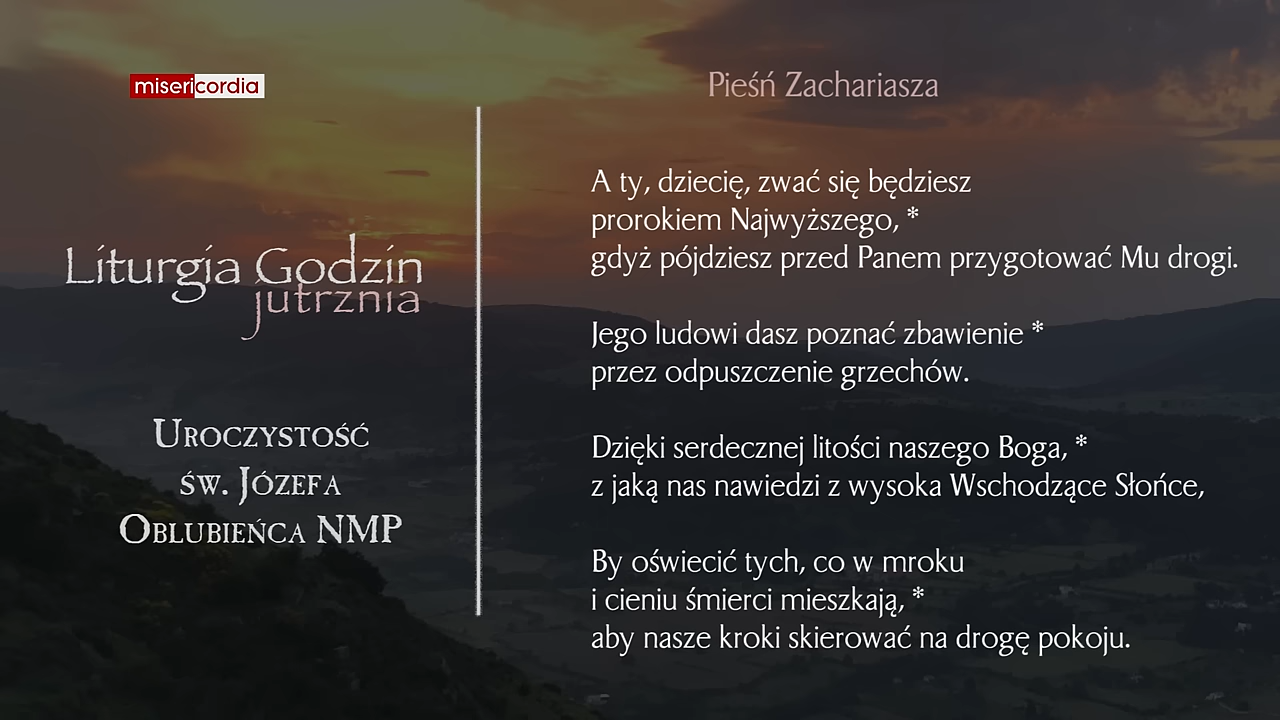 misericordia
Liturgia Godzin
jutrznia
Uroczystość
św. Józefa
Oblubieńca NMP
Pieśń Zachariasza
A ty, dziecię, zwać się będziesz
prorokiem Najwyższego, *
gdyż pójdziesz przed Panem przygotować Mu drogi.
Jego ludowi dasz poznać zbawienie *
przez odpuszczenie grzechów.
Dzięki serdecznej litości naszego Boga, *
z jaką nas nawiedzi z wysoka Wschodzące Słońce,
By oświecić tych, co w mroku
i cieniu śmierci mieszkają, *
aby nasze kroki skierować na drogę pokoju.